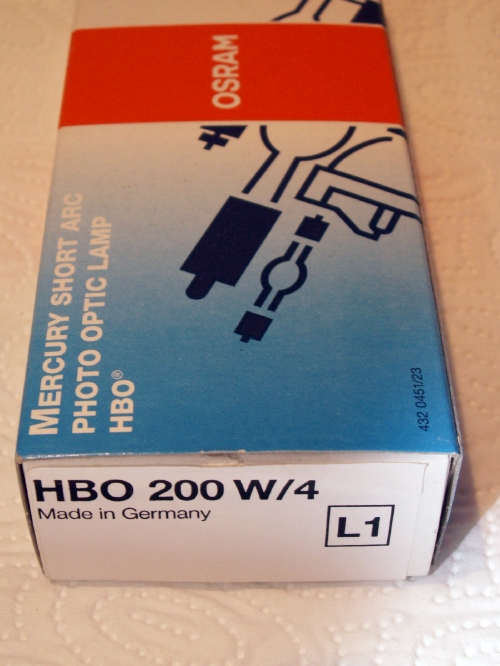 OSRAM
MERCURY SHORT ARC
PHOTO OPTIC LAMP
HBO®
432 0451/23
HBO 200 W/4
Made in Germany
L1